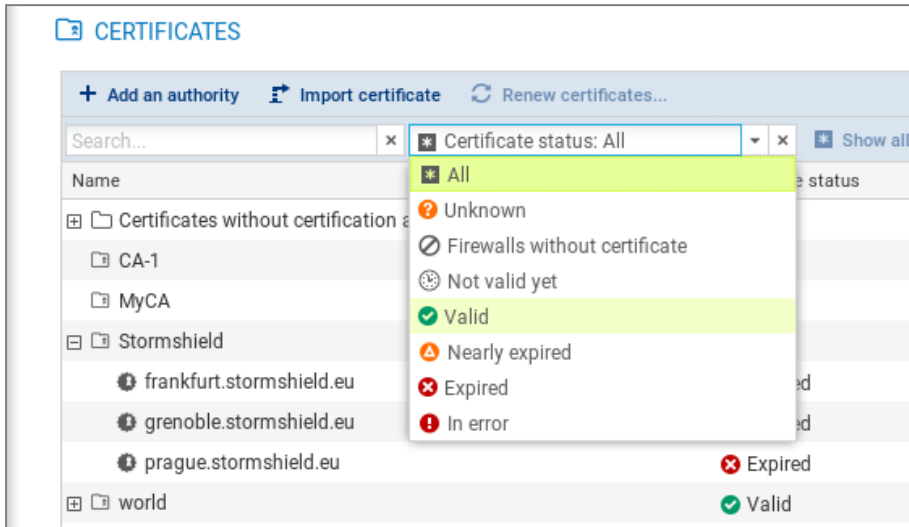 CERTIFICATES
+ Add an authority Import certificate Renew certificates...
Search... × Certificate status: All × Show all
Name e status
All
Unknown
Certificates without certification a
Firewalls without certificate
CA-1
Not valid yet
MyCA
Valid
Stormshield
Nearly expired
frankfurt.stormshield.eu ed
Expired
grenoble.stormshield.eu ed
In error
prague.stormshield.eu Expired
world Valid